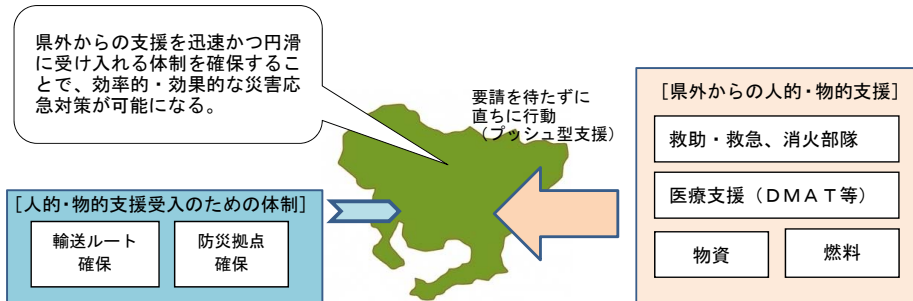 県外からの支援を迅速かつ円滑
に受け入れる体制を確保するこ
とで、効率的・効果的な災害応
急対策が可能になる。
要請を待たずに
直ちに行動
（プッシュ型支援）
［県外からの人的・物的支援］
救助・救急、消火部隊
医療支援（ＤＭＡＴ等）
物資
燃料
［人的・物的支援受入のための体制］
輸送ルート
確保
防災拠点
確保